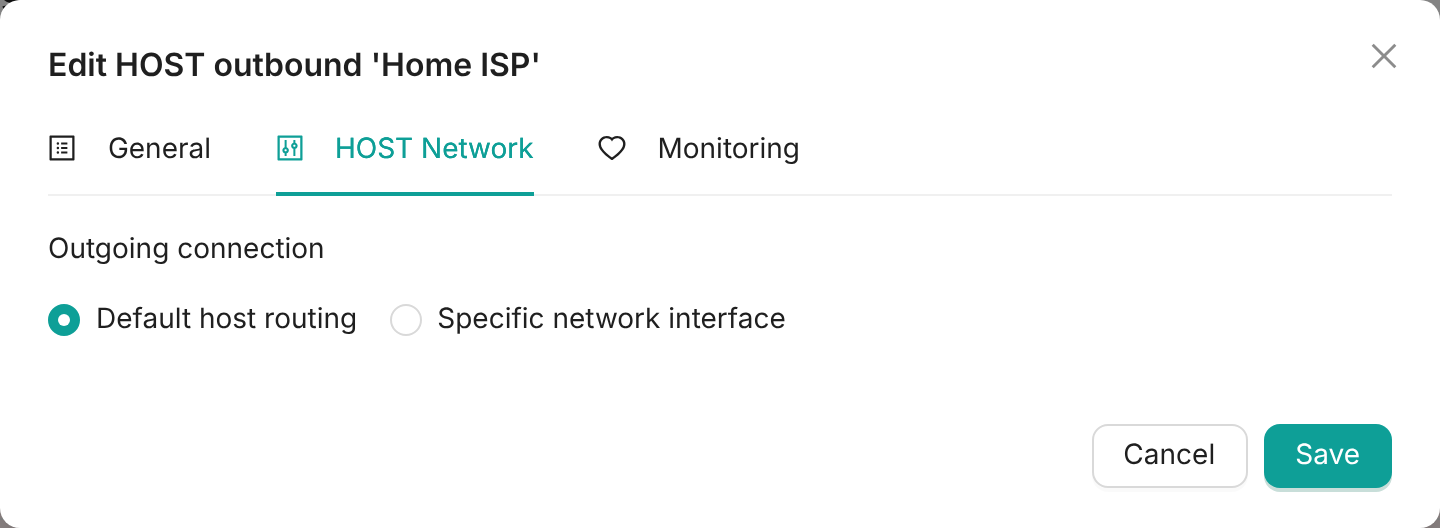 Edit HOST outbound 'Home ISP'
General HOST Network Monitoring
Outgoing connection
Default host routing Specific network interface
Cancel Save